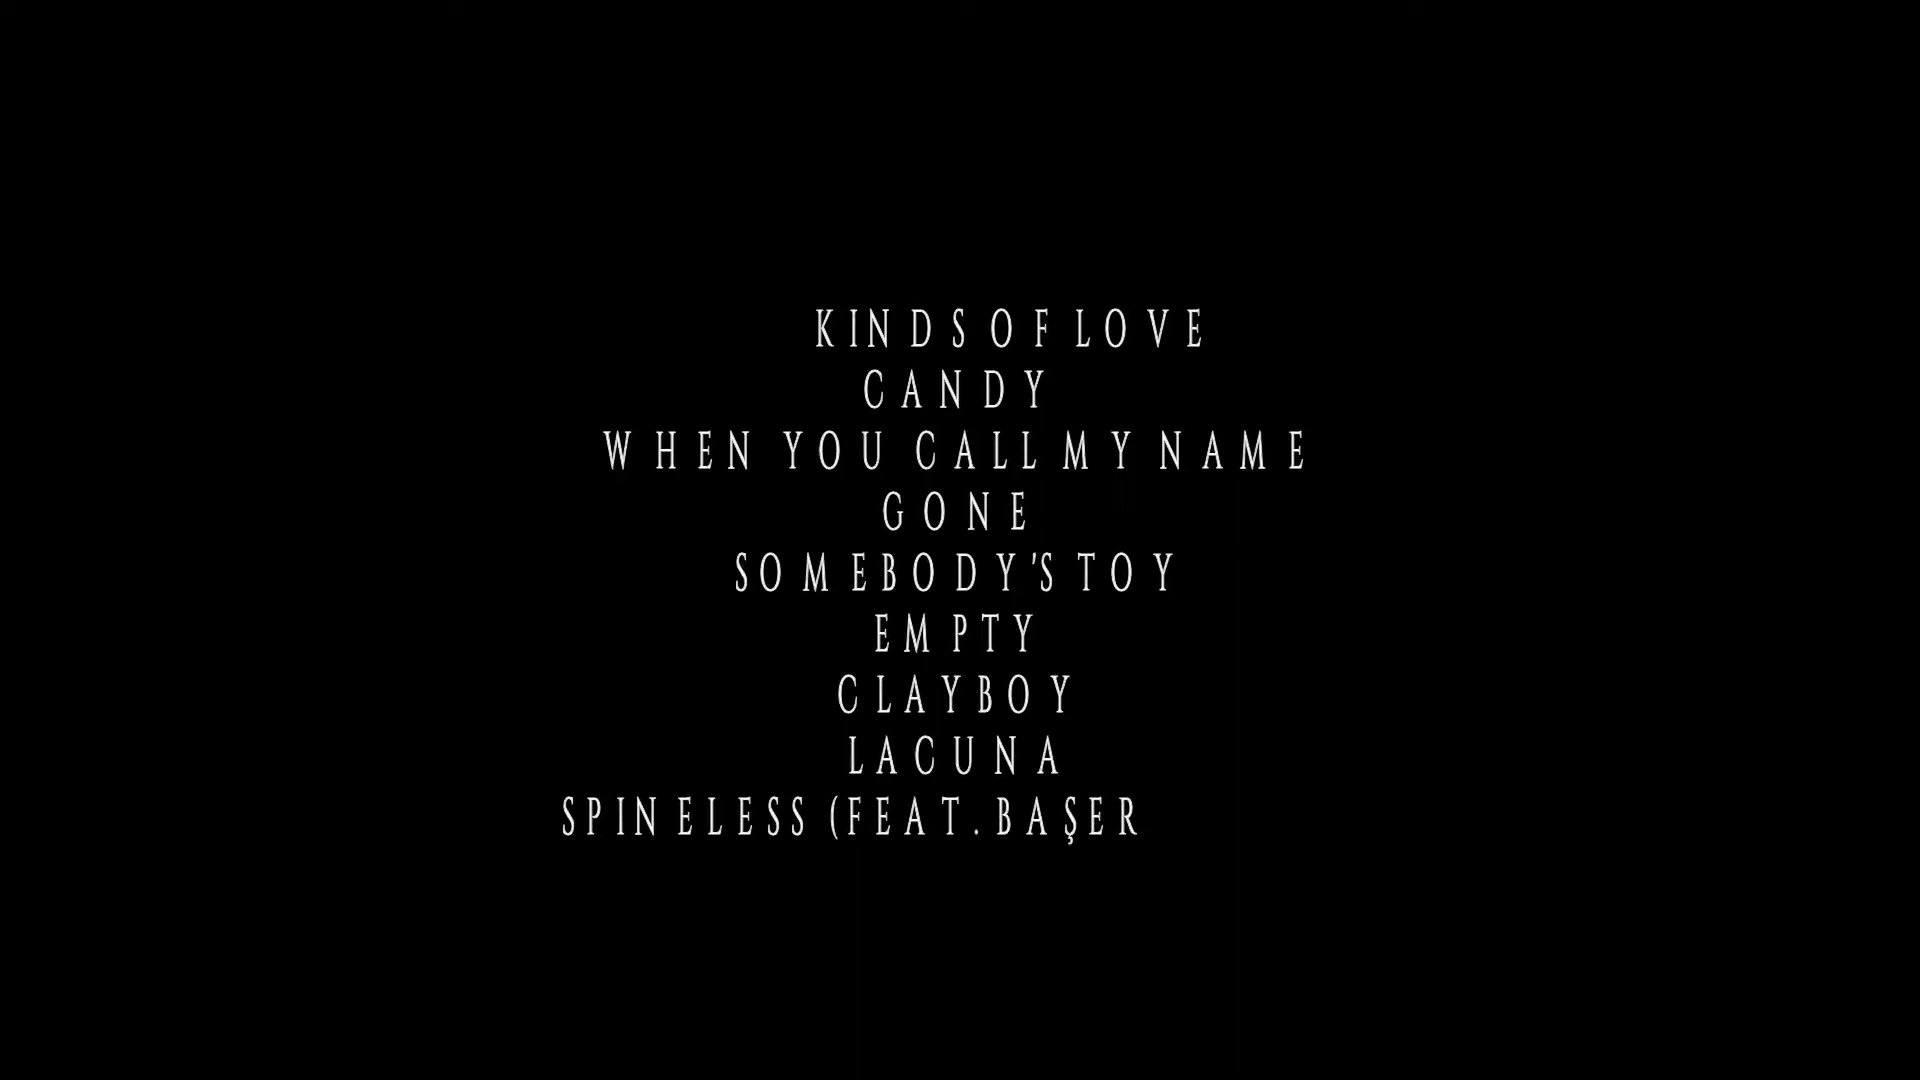 KINDS OF LOVE
CANDY
WHEN YOU CALL MY NAME
GONE
SOMEBODY'S TOY
EMPTY
CLAYBOY
LACUNA
SPINELESS (FEAT. BAŞER